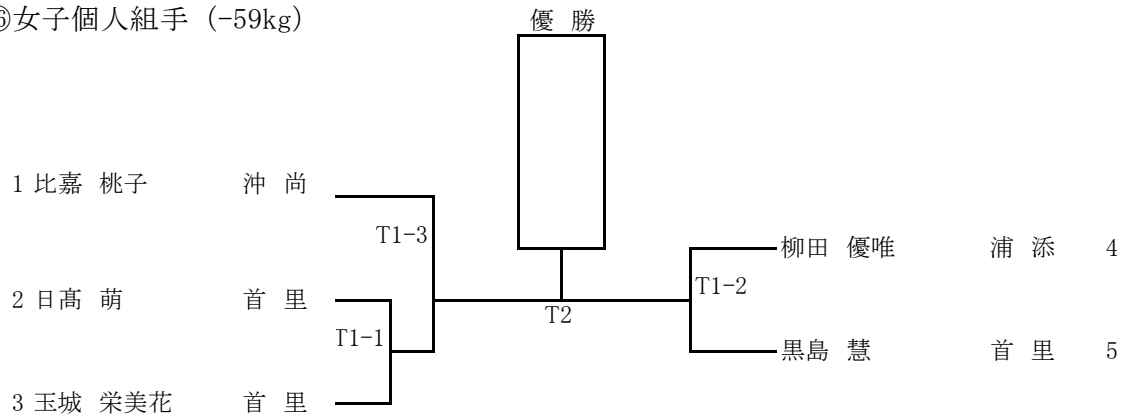 ⑥女子個人組手 (-59kg)
優 勝
1 比嘉 桃子 沖 尚
T1-3
2 日髙 萌 首 里
T1-1
3 玉城 栄美花 首 里
T2
柳田 優唯 浦 添 4
T1-2
黒島 慧 首 里 5